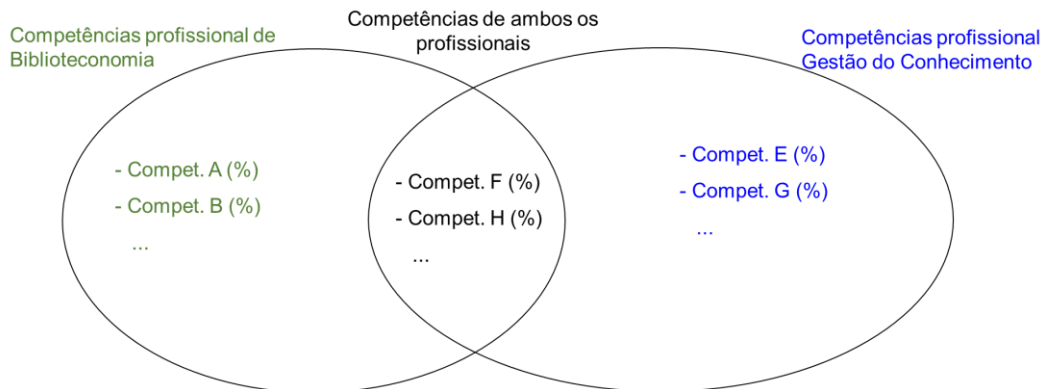 Competências profissional de
Biblioteconomia
Competências de ambos os
profissionais
Competências profissional
Gestão do Conhecimento
- Compet. A (%)
- Compet. B (%)
...
- Compet. F (%)
- Compet. H (%)
...
- Compet. E (%)
- Compet. G (%)
...